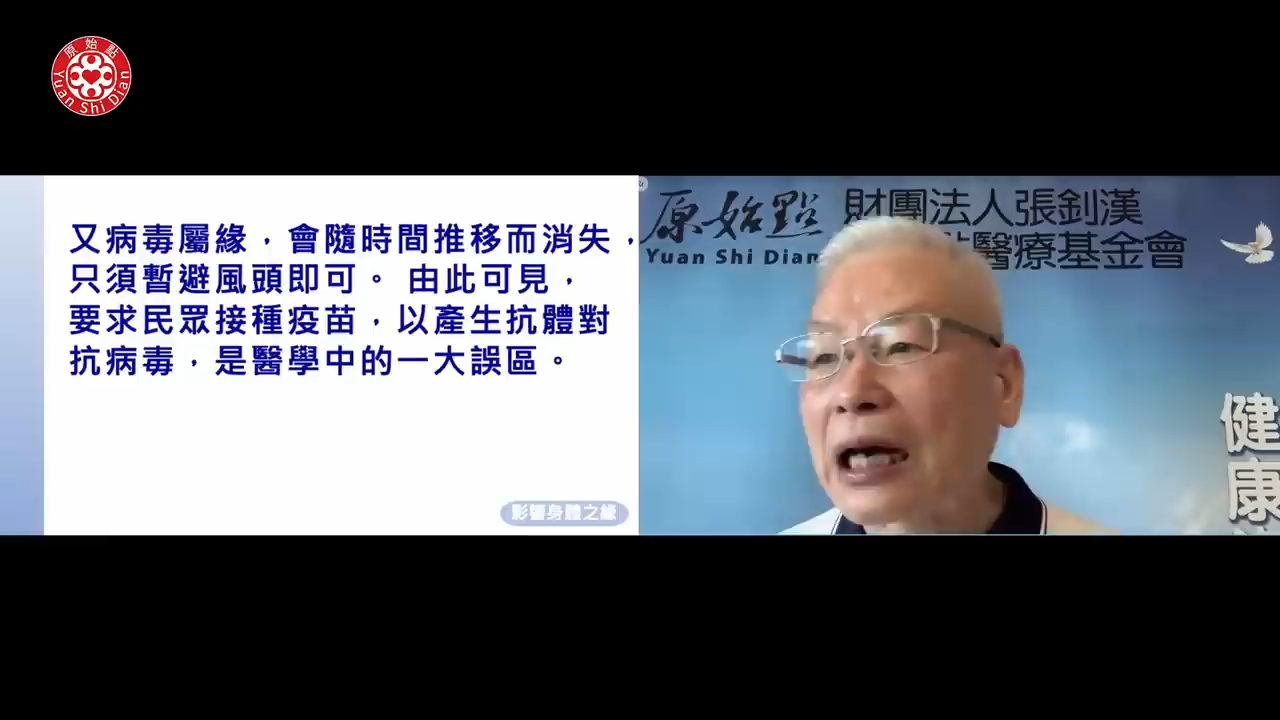 原始點
Yuan Shi Dian
又病毒屬緣，會隨時間推移而消失，
只須暫避風頭即可。 由此可見，
要求民眾接種疫苗，以產生抗體對
抗病毒，是醫學中的一大誤區。
影響身體之緣
原始點
Yuan Shi Dian
財團法人張釗漢
醫療基金會
健
康